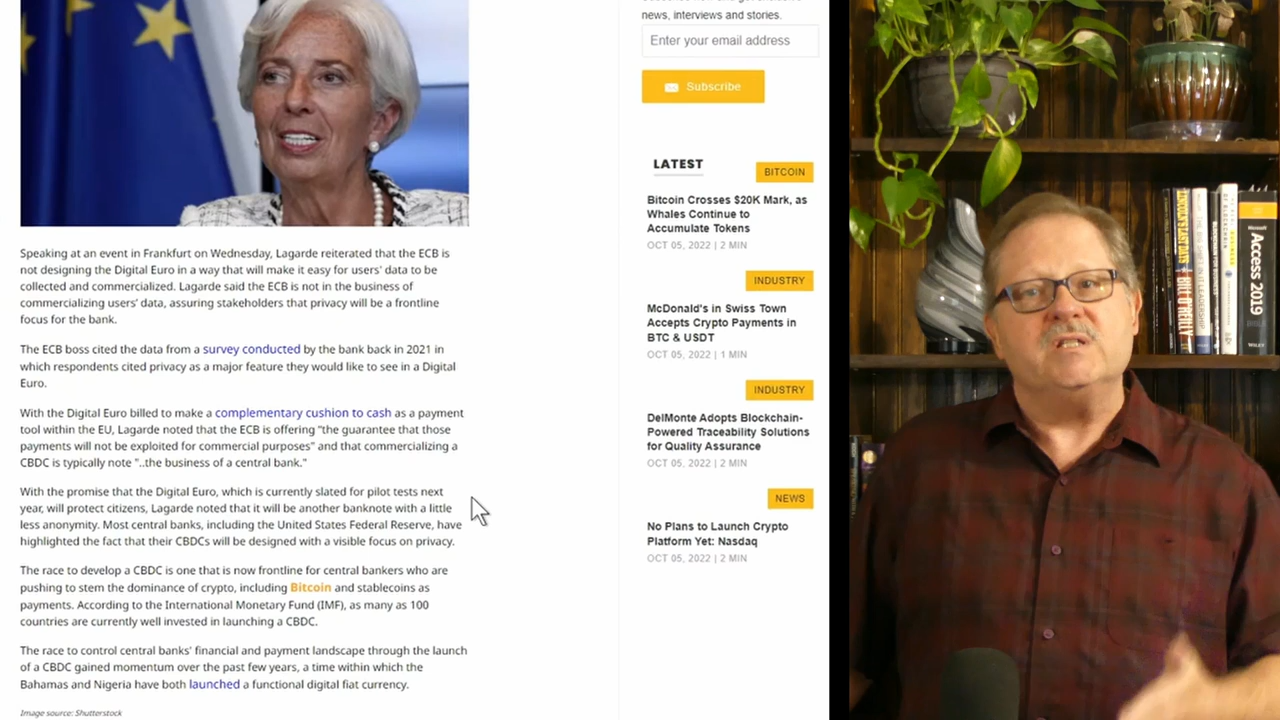 Speaking at an event in Frankfurt on Wednesday, Lagarde reiterated that the ECB is
not designing the Digital Euro in a way that will make it easy for users' data to be
collected and commercialized. Lagarde said the ECB is not in the business of
commercializing users' data, assuring stakeholders that privacy will be a frontline
focus for the bank.
The ECB boss cited the data from a survey conducted by the bank back in 2021 in
which respondents cited privacy as a major feature they would like to see in a Digital
Euro.
With the Digital Euro billed to make a complementary cushion to cash as a payment
tool within the EU, Lagarde noted that the ECB is offering "the guarantee that those
payments will not be exploited for commercial purposes" and that commercializing a
CBDC is typically note "..the business of a central bank."
With the promise that the Digital Euro, which is currently slated for pilot tests next
year, will protect citizens, Lagarde noted that it will be another banknote with a little
less anonymity. Most central banks, including the United States Federal Reserve, have
highlighted the fact that their CBDCs will be designed with a visible focus on privacy.
The race to develop a CBDC is one that is now frontline for central bankers who are
pushing to stem the dominance of crypto, including Bitcoin and stablecoins as
payments. According to the International Monetary Fund (IMF), as many as 100
countries are currently well invested in launching a CBDC.
The race to control central banks' financial and payment landscape through the launch
of a CBDC gained momentum over the past few years, a time within which the
Bahamas and Nigeria have both launched a functional digital fiat currency.
Image source: Shutterstock
news, interviews and stories.
Enter your email address
Subscribe
LATEST
BITCOIN
Bitcoin Crosses $20K Mark, as
Whales Continue to
Accumulate Tokens
OCT 05, 2022 | 2 MIN
INDUSTRY
McDonald's in Swiss Town
Accepts Crypto Payments in
BTC & USDT
OCT 05, 2022 | 1 MIN
INDUSTRY
DelMonte Adopts Blockchain-
Powered Traceability Solutions
for Quality Assurance
OCT 05, 2022 | 2 MIN
NEWS
No Plans to Launch Crypto
Platform Yet: Nasdaq
OCT 05, 2022 | 2 MIN
BILL O'REILLY
Microsoft
Access 2019
BIBLE
WILEY